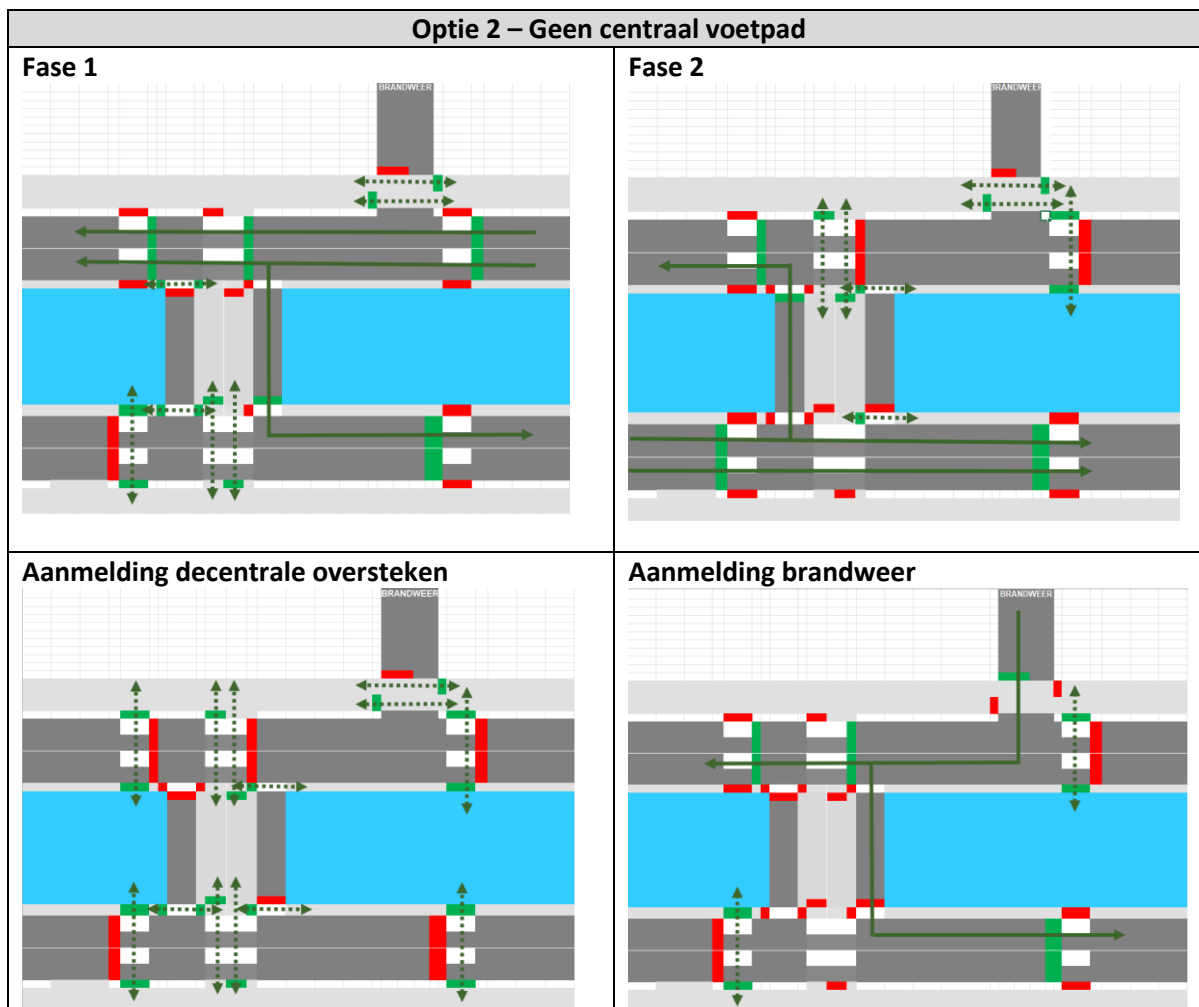 Optie 2 – Geen centraal voetpad
Fase 1
Fase 2
BRANDWEER
BRANDWEER
Aanmelding decentrale oversteken
Aanmelding brandweer
BRANDWEER
BRANDWEER